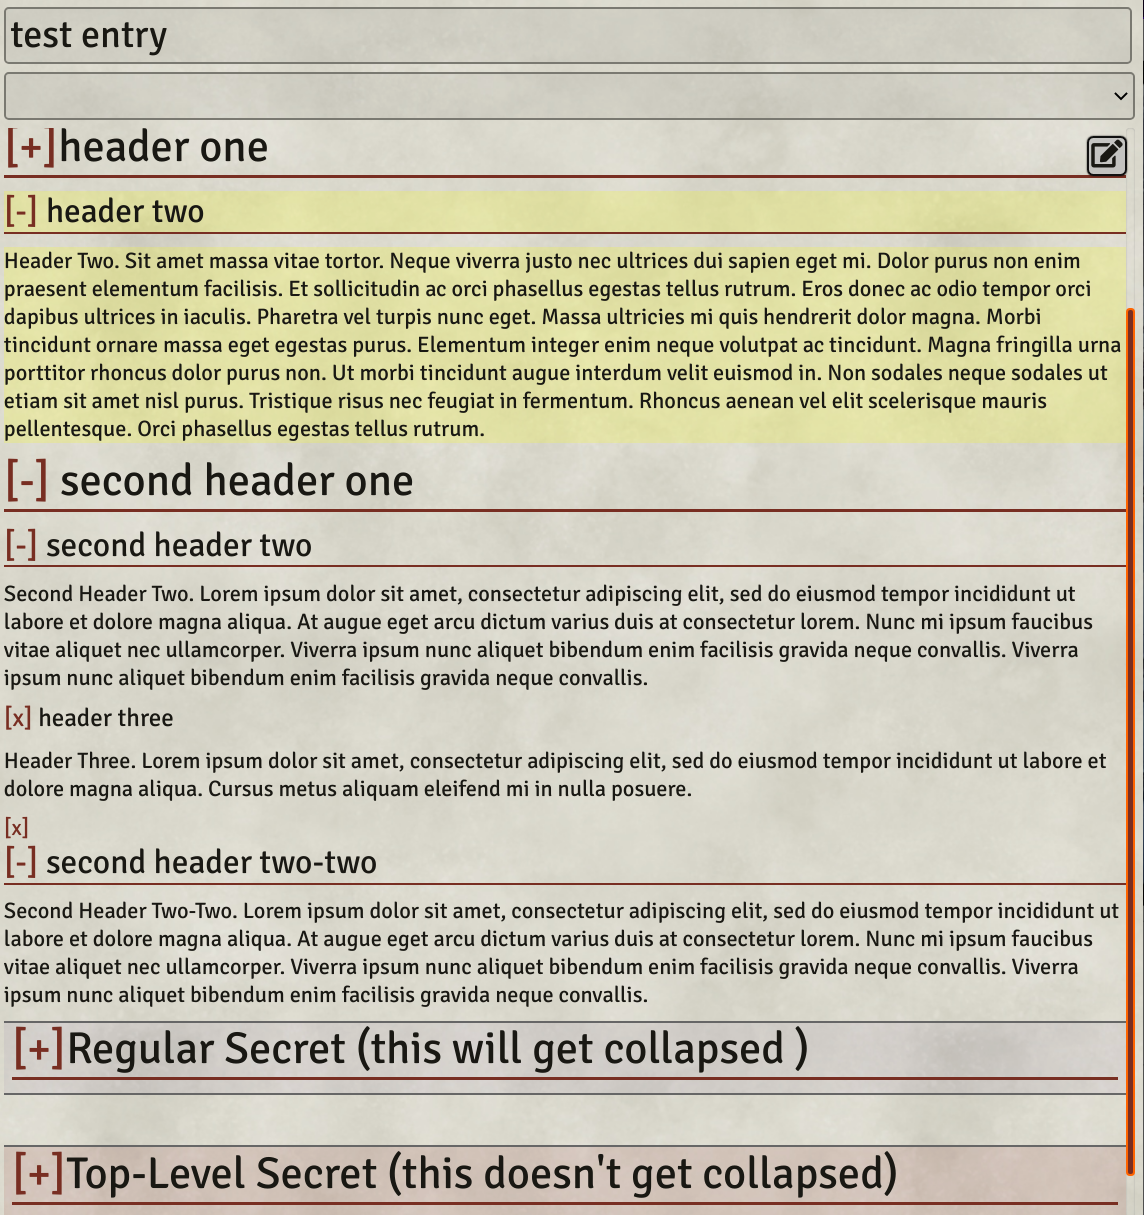 test entry
[+]header one
[-] header two
Header Two. Sit amet massa vitae tortor. Neque viverra justo nec ultrices dui sapien eget mi. Dolor purus non enim
praesent elementum facilisis. Et sollicitudin ac orci phasellus egestas tellus rutrum. Eros donec ac odio tempor orci
dapibus ultrices in iaculis. Pharetra vel turpis nunc eget. Massa ultricies mi quis hendrerit dolor magna. Morbi
tincidunt ornare massa eget egestas purus. Elementum integer enim neque volutpat ac tincidunt. Magna fringilla urna
porttitor rhoncus dolor purus non. Ut morbi tincidunt augue interdum velit euismod in. Non sodales neque sodales ut
etiam sit amet nisl purus. Tristique risus nec feugiat in fermentum. Rhoncus aenean vel elit scelerisque mauris
pellentesque. Orci phasellus egestas tellus rutrum.
[-] second header one
[-] second header two
Second Header Two. Lorem ipsum dolor sit amet, consectetur adipiscing elit, sed do eiusmod tempor incididunt ut
labore et dolore magna aliqua. At augue eget arcu dictum varius duis at consectetur lorem. Nunc mi ipsum faucibus
vitae aliquet nec ullamcorper. Viverra ipsum nunc aliquet bibendum enim facilisis gravida neque convallis. Viverra
ipsum nunc aliquet bibendum enim facilisis gravida neque convallis.
[x] header three
Header Three. Lorem ipsum dolor sit amet, consectetur adipiscing elit, sed do eiusmod tempor incididunt ut labore et
dolore magna aliqua. Cursus metus aliquam eleifend mi in nulla posuere.
[x]
[-] second header two-two
Second Header Two-Two. Lorem ipsum dolor sit amet, consectetur adipiscing elit, sed do eiusmod tempor incididunt ut
labore et dolore magna aliqua. At augue eget arcu dictum varius duis at consectetur lorem. Nunc mi ipsum faucibus
vitae aliquet nec ullamcorper. Viverra ipsum nunc aliquet bibendum enim facilisis gravida neque convallis. Viverra
ipsum nunc aliquet bibendum enim facilisis gravida neque convallis.
[+]Regular Secret (this will get collapsed )
[+]Top-Level Secret (this doesn't get collapsed)